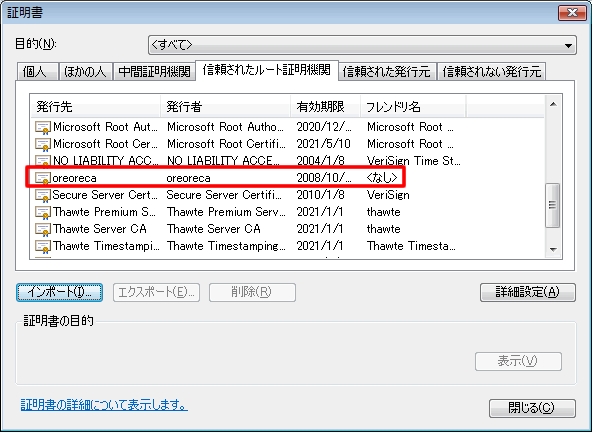 証明書
目的(N): <すべて>
個人 ほかの人 中間証明機関 信頼されたルート証明機関 信頼された発行元 信頼されない発行元
発行先 発行者 有効期限 フレンドリ名
Microsoft Root Aut... Microsoft Root Autho... 2020/12/... Microsoft Root ...
Microsoft Root Cer... Microsoft Root Certifi... 2021/5/10 Microsoft Root ...
NO LIABILITY ACC... NO LIABILITY ACCE... 2004/1/8 VeriSign Time St...
oreoreca oreoreca 2008/10/... <なし>
Secure Server Cert... Secure Server Certifi... 2010/1/8 VeriSign
Thawte Premium S... Thawte Premium Serv... 2021/1/1 thawte
Thawte Server CA Thawte Server CA 2021/1/1 thawte
Thawte Timestampi... Thawte Timestamping... 2021/1/1 Thawte Timesta...
インポート(I)... エクスポート(E)... 削除(R) 詳細設定(A)
証明書の目的
表示(V)
証明書の詳細について表示します。
閉じる(C)